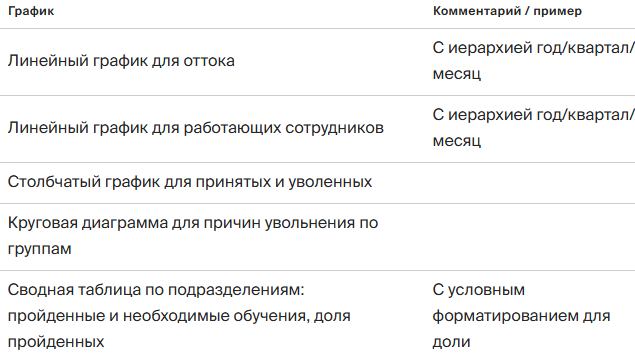 График Комментарий / пример
Линейный график для оттока С иерархией год/квартал/
месяц
Линейный график для работающих сотрудников С иерархией год/квартал/
месяц
Столбчатый график для принятых и уволенных
Круговая диаграмма для причин увольнения по
группам
Сводная таблица по подразделениям: С условным
пройденные и необходимые обучения, доля форматированием для
пройденных доли